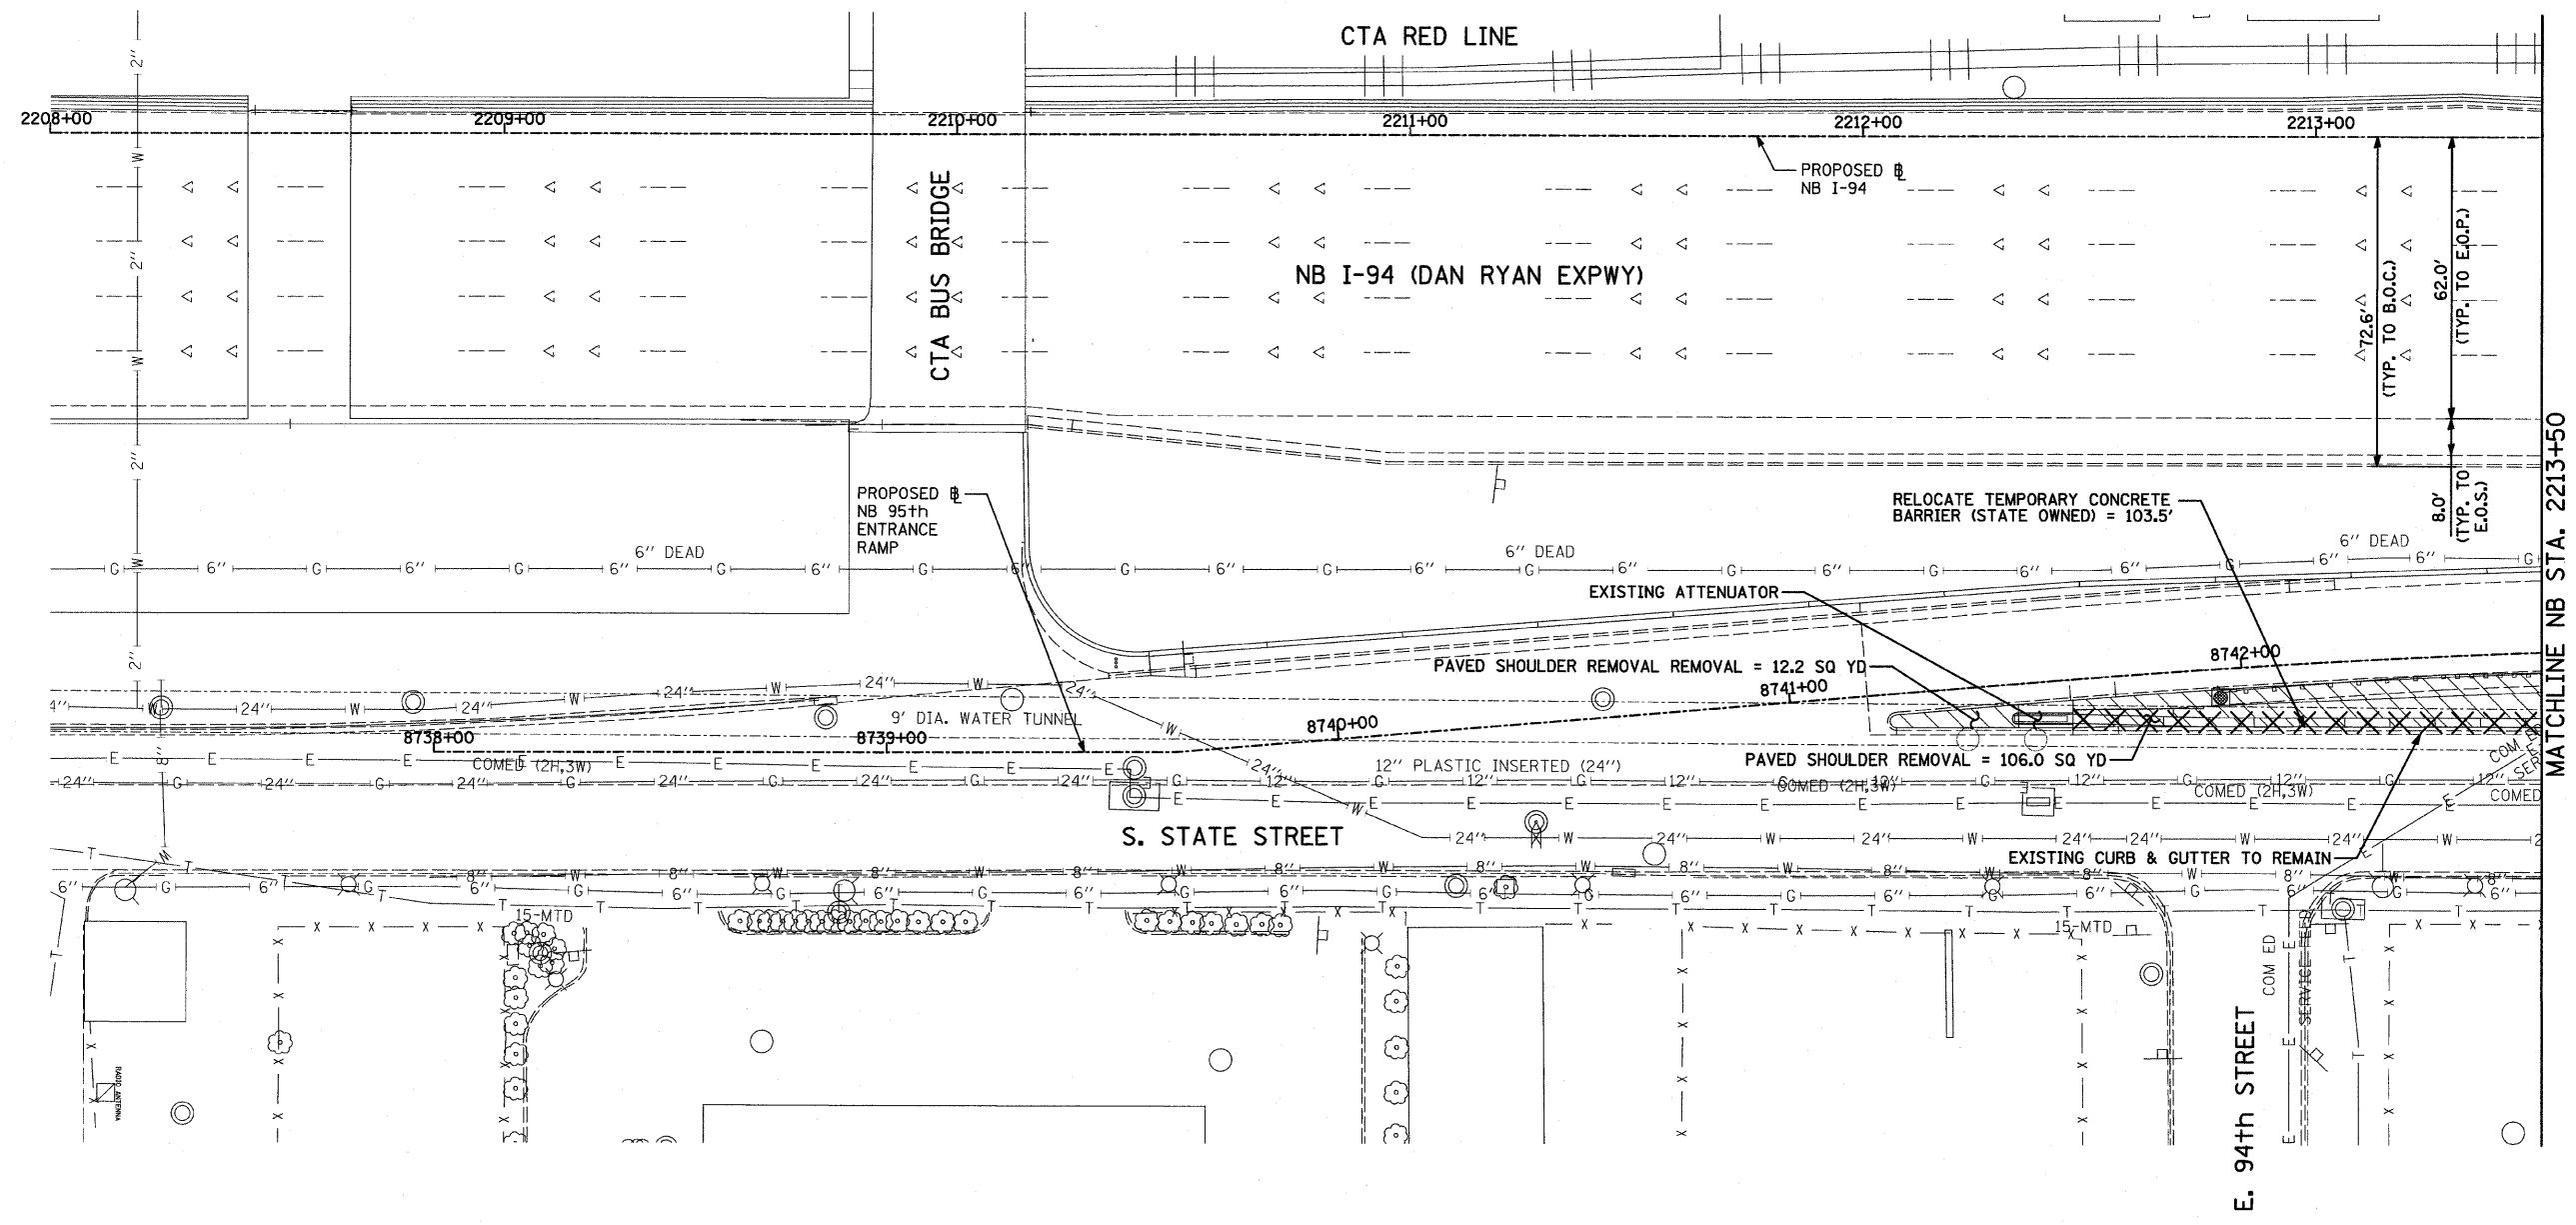 CTA RED LINE
2208+00
2209+00
2210+00
2211+00
2212+00
2213+00
PROPOSED ℄
NB I-94
CTA BUS BRIDGE
NB I-94 (DAN RYAN EXPWY)
72.6'
(TYP. TO B.O.C.)
62.0'
(TYP. TO E.O.P.)
8.0'
(TYP. TO
E.O.S.)
MATCHLINE NB STA. 2213+50
PROPOSED ℄
NB 95th
ENTRANCE
RAMP
RELOCATE TEMPORARY CONCRETE
BARRIER (STATE OWNED) = 103.5'
6" DEAD
6" DEAD
6" DEAD
EXISTING ATTENUATOR
PAVED SHOULDER REMOVAL REMOVAL = 12.2 SQ YD
8742+00
8741+00
8740+00
8739+00
8738+00
9' DIA. WATER TUNNEL
COMED (2H,3W)
12" PLASTIC INSERTED (24")
PAVED SHOULDER REMOVAL = 106.0 SQ YD
COMED (2H,3W)
COMED (2H,3W)
COMED
S. STATE STREET
EXISTING CURB & GUTTER TO REMAIN
15-MTD
15-MTD
COM ED
SERVICE
E. 94th STREET
RADIO ANTENNA